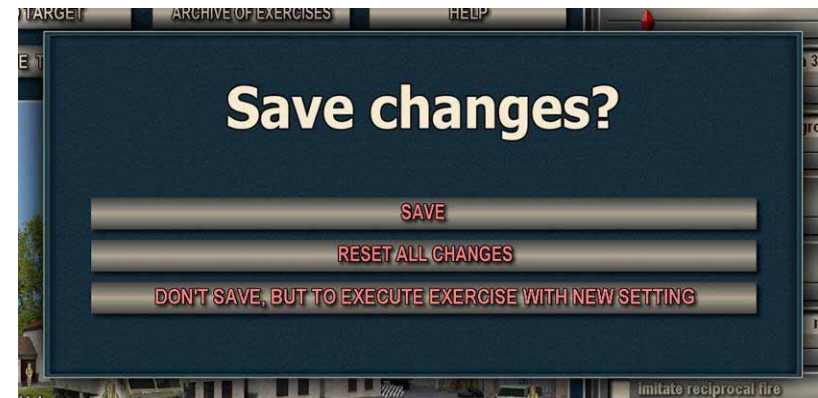 TARGET
ARCHIVE OF EXERCISES
HELP
Save changes?
SAVE
RESET ALL CHANGES
DON'T SAVE, BUT TO EXECUTE EXERCISE WITH NEW SETTING
imitate reciprocal fire